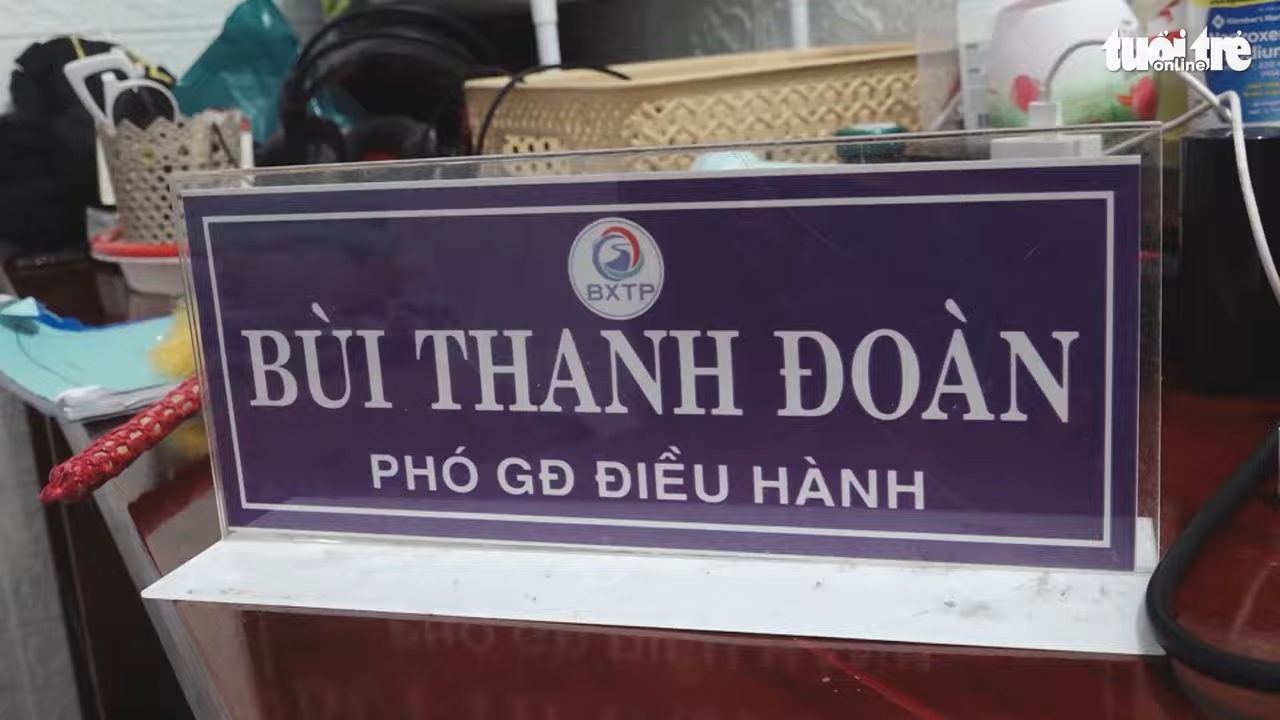 tuổi trẻ
online
BXTP
BÙI THANH ĐOÀN
PHÓ GĐ ĐIỀU HÀNH